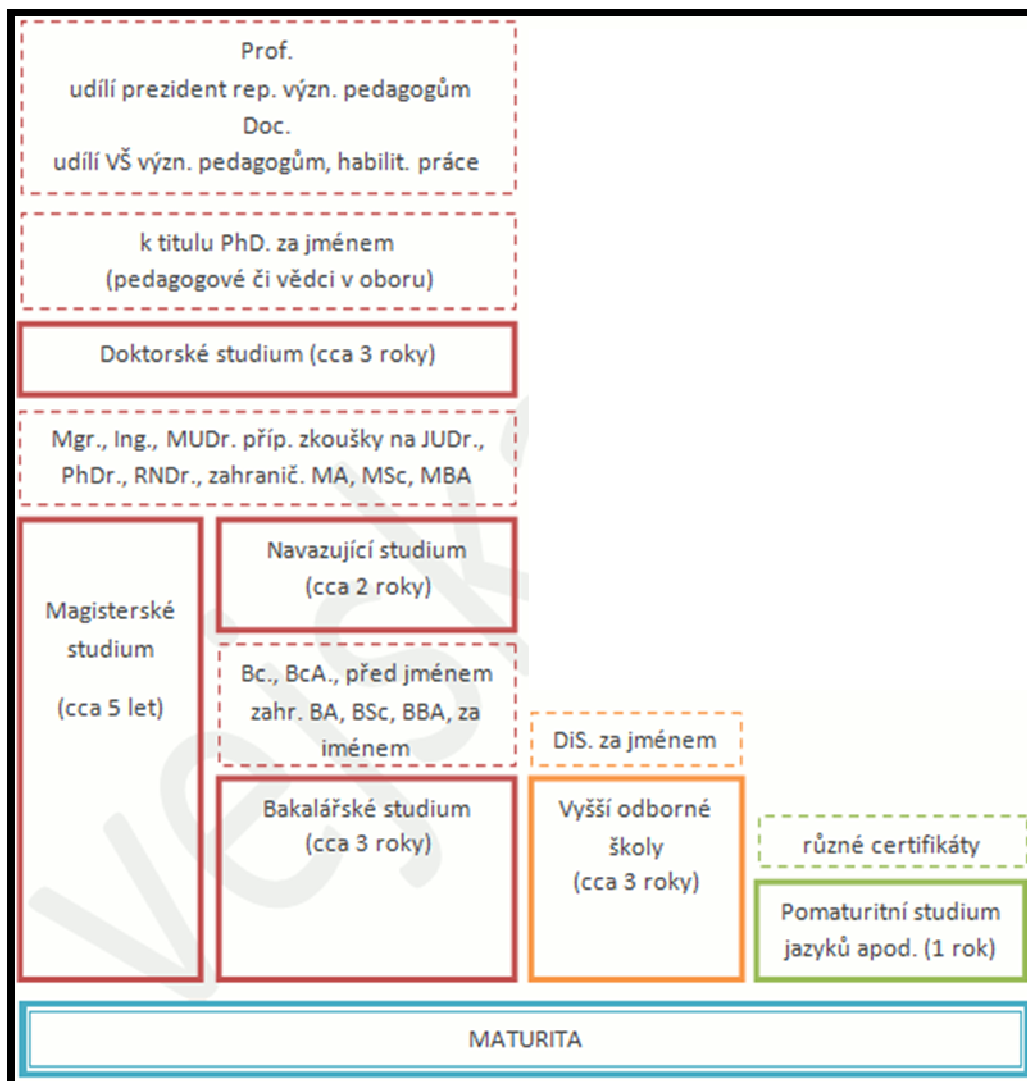 Prof.
udílí prezident rep. význ. pedagogům
Doc.
udílí VŠ význ. pedagogům, habilit. práce
k titulu PhD. za jménem
(pedagogové či vědci v oboru)
Doktorské studium (cca 3 roky)
Mgr., Ing., MUDr. příp. zkoušky na JUDr.,
PhDr., RNDr., zahranič. MA, MSc, MBA
Magisterské
studium
(cca 5 let)
Navazující studium
(cca 2 roky)
Bc., BcA., před jménem
zahr. BA, BSc, BBA, za
jménem
Bakalářské studium
(cca 3 roky)
DiS. za jménem
Vyšší odborné
školy
(cca 3 roky)
různé certifikáty
Pomaturitní studium
jazyků apod. (1 rok)
MATURITA